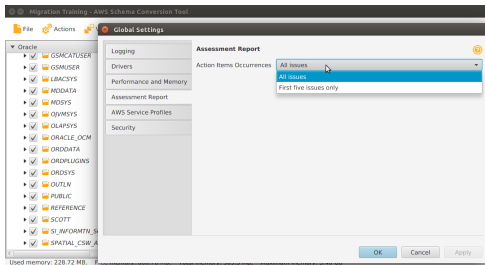 Migration Training - AWS Schema Conversion Tool
File
Actions
Global Settings
Oracle
GSMCATUSER
GSMUSER
LBACSYS
MDDATA
MDSYS
OJVMSYS
OLAPSYS
ORACLE_OCM
ORDDATA
ORDPLUGINS
ORDSYS
OUTLN
PUBLIC
REFERENCE
SCOTT
SI_INFORMTN_S
SPATIAL_CSW_A
Logging
Drivers
Performance and Memory
Assessment Report
AWS Service Profiles
Security
Assessment Report
Action Items Occurrences
All issues
All issues
First five issues only
OK
Cancel
Apply
Used memory: 228.72 MB.